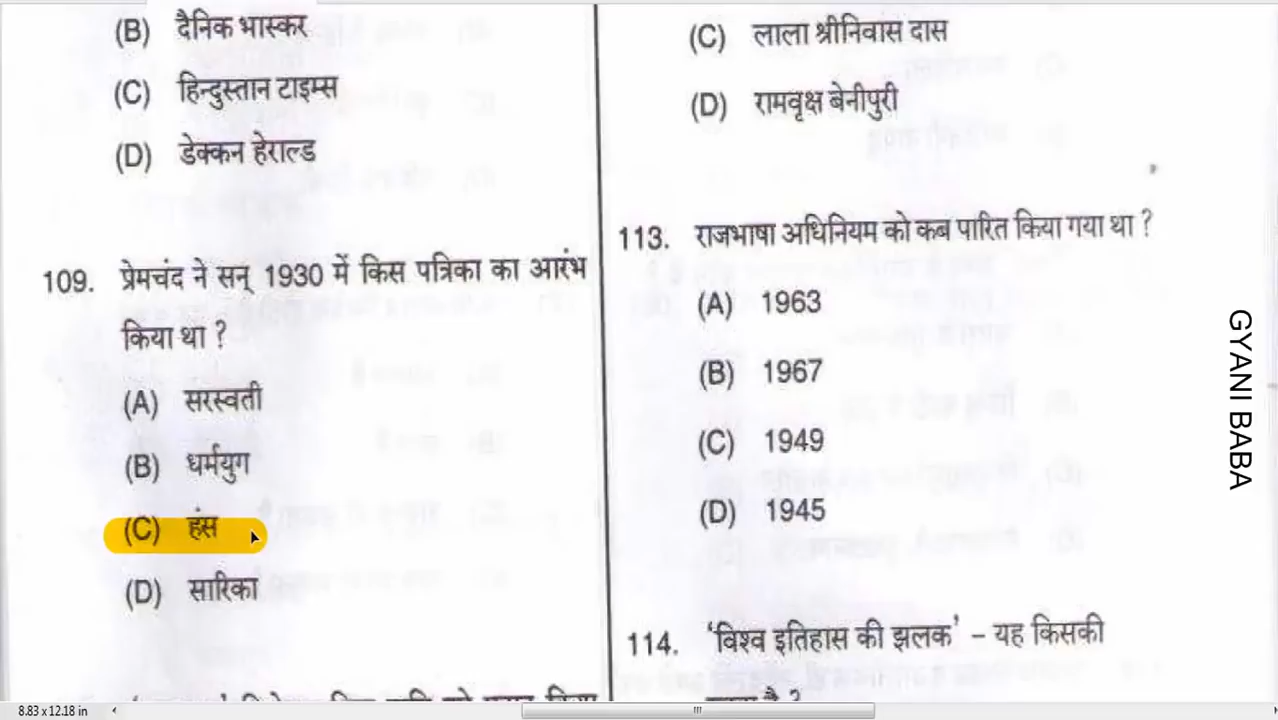 (B) दैनिक भास्कर
(C) हिन्दुस्तान टाइम्स
(D) डेक्कन हेराल्ड
109. प्रेमचंद ने सन् 1930 में किस पत्रिका का आरंभ
किया था ?
(A) सरस्वती
(B) धर्मयुग
(C) हंस
(D) सारिका
(C) लाला श्रीनिवास दास
(D) रामवृक्ष बेनीपुरी
113. राजभाषा अधिनियम को कब पारित किया गया था ?
(A) 1963
(B) 1967
(C) 1949
(D) 1945
114. 'विश्व इतिहास की झलक' – यह किसकी
GYANI BABA
8.83 x 12.18 in